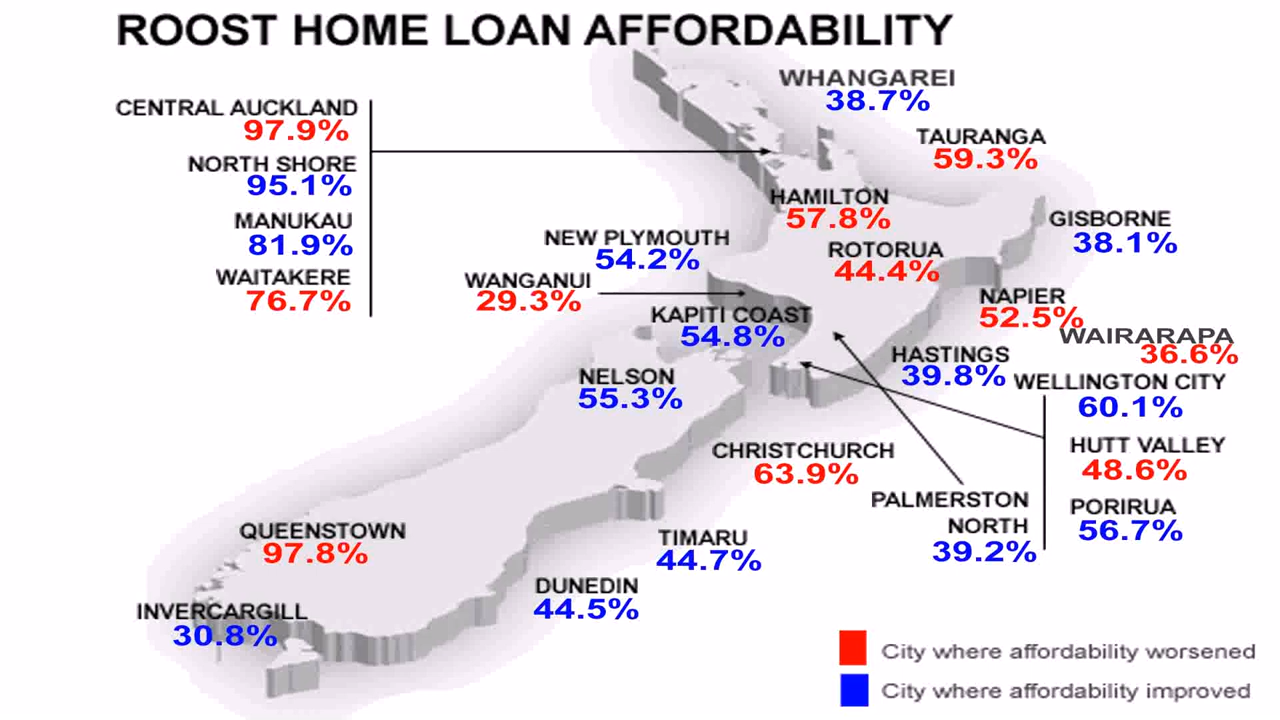 ROOST HOME LOAN AFFORDABILITY
WHANGAREI
38.7%
CENTRAL AUCKLAND
97.9%
NORTH SHORE
95.1%
MANUKAU
81.9%
WAITAKERE
76.7%
TAURANGA
59.3%
HAMILTON
57.8%
GISBORNE
38.1%
NEW PLYMOUTH
54.2%
ROTORUA
44.4%
WANGANUI
29.3%
NAPIER
52.5%
KAPITI COAST
54.8%
WAIRARAPA
36.6%
HASTINGS
39.8%
NELSON
55.3%
WELLINGTON CITY
60.1%
HUTT VALLEY
48.6%
PORIRUA
56.7%
CHRISTCHURCH
63.9%
PALMERSTON
NORTH
39.2%
QUEENSTOWN
97.8%
TIMARU
44.7%
DUNEDIN
44.5%
INVERCARGILL
30.8%
City where affordability worsened
City where affordability improved